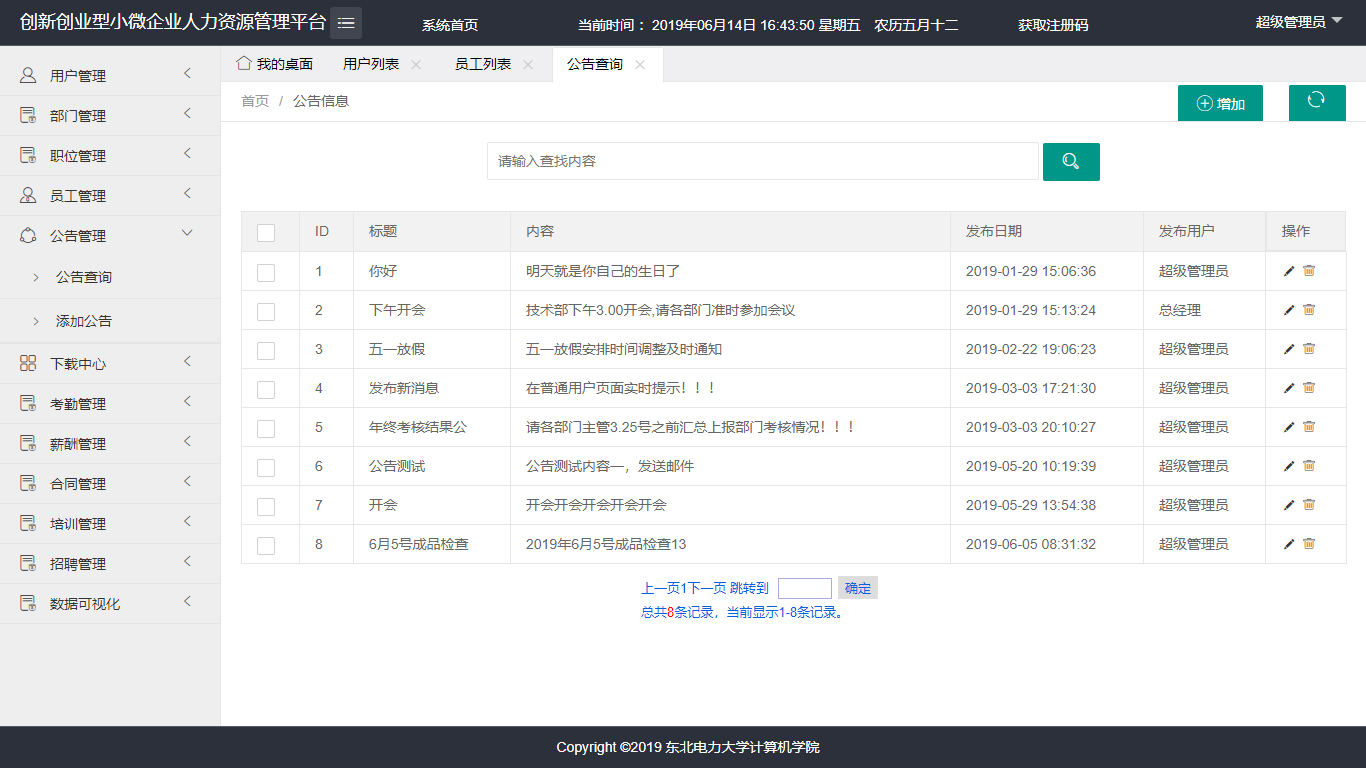 创新创业型小微企业人力资源管理平台 系统首页 当前时间： 2019年06月14日 16:43:50 星期五 农历五月十二 获取注册码 超级管理员
用户管理
部门管理
职位管理
员工管理
公告管理
公告查询
添加公告
下载中心
考勤管理
薪酬管理
合同管理
培训管理
招聘管理
数据可视化
我的桌面 用户列表 员工列表 公告查询
首页 / 公告信息 增加
请输入查找内容
ID 标题 内容 发布日期 发布用户 操作
1 你好 明天就是你自己的生日了 2019-01-29 15:06:36 超级管理员
2 下午开会 技术部下午3.00开会,请各部门准时参加会议 2019-01-29 15:13:24 总经理
3 五一放假 五一放假安排时间调整及时通知 2019-02-22 19:06:23 超级管理员
4 发布新消息 在普通用户页面实时提示！！！ 2019-03-03 17:21:30 超级管理员
5 年终考核结果公 请各部门主管3.25号之前汇总上报部门考核情况！！！ 2019-03-03 20:10:27 超级管理员
6 公告测试 公告测试内容一，发送邮件 2019-05-20 10:19:39 超级管理员
7 开会 开会开会开会开会开会 2019-05-29 13:54:38 超级管理员
8 6月5号成品检查 2019年6月5号成品检查13 2019-06-05 08:31:32 超级管理员
上一页1下一页 跳转到 确定
总共8条记录，当前显示1-8条记录。
Copyright ©2019 东北电力大学计算机学院